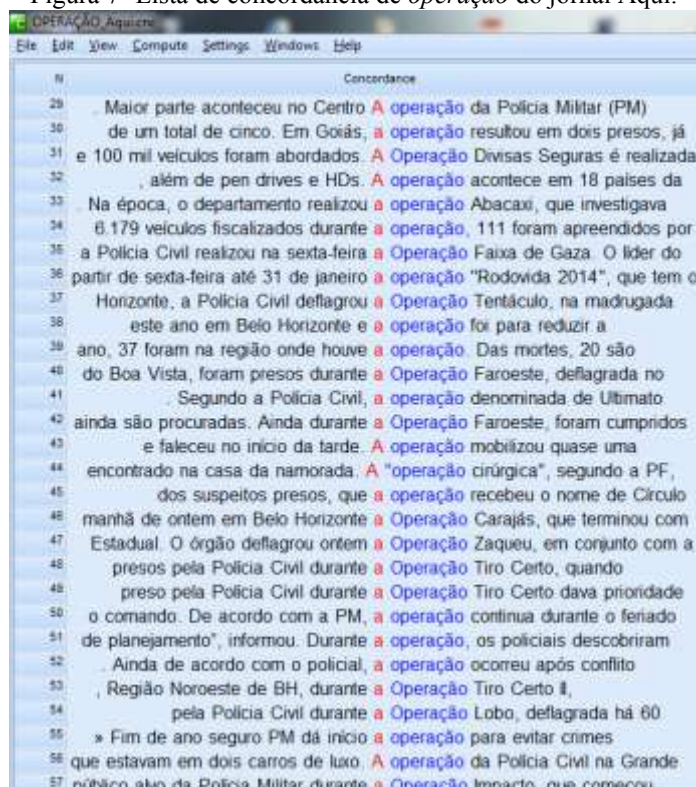 Figura 7- Lista de concordância de operação do jornal Aqui.
OPERAÇÃO_Aqui.cnc
File Edit View Compute Settings Windows Help
N Concordance
29 . Maior parte aconteceu no Centro A operação da Polícia Militar (PM)
30 de um total de cinco. Em Goiás, a operação resultou em dois presos, já
31 e 100 mil veículos foram abordados. A Operação Divisas Seguras é realizada
32 , além de pen drives e HDs. A operação acontece em 18 países da
33 . Na época, o departamento realizou a operação Abacaxi, que investigava
34 6.179 veículos fiscalizados durante a operação, 111 foram apreendidos por
35 a Polícia Civil realizou na sexta-feira a Operação Faixa de Gaza. O líder do
36 partir de sexta-feira até 31 de janeiro a operação "Rodovida 2014", que tem o
37 Horizonte, a Polícia Civil deflagrou a Operação Tentáculo, na madrugada
38 este ano em Belo Horizonte e a operação foi para reduzir a
39 ano, 37 foram na região onde houve a operação. Das mortes, 20 são
40 do Boa Vista, foram presos durante a Operação Faroeste, deflagrada no
41 . Segundo a Polícia Civil, a operação denominada de Ultimato
42 ainda são procuradas. Ainda durante a Operação Faroeste, foram cumpridos
43 e faleceu no início da tarde. A operação mobilizou quase uma
44 encontrado na casa da namorada. A "operação cirúrgica", segundo a PF,
45 dos suspeitos presos, que a operação recebeu o nome de Círculo
46 manhã de ontem em Belo Horizonte a Operação Carajás, que terminou com
47 Estadual. O órgão deflagrou ontem a Operação Zaqueu, em conjunto com a
48 presos pela Polícia Civil durante a Operação Tiro Certo, quando
49 preso pela Polícia Civil durante a Operação Tiro Certo dava prioridade
50 o comando. De acordo com a PM, a operação continua durante o feriado
51 de planejamento", informou. Durante a operação, os policiais descobriram
52 . Ainda de acordo com o policial, a operação ocorreu após conflito
53 , Região Noroeste de BH, durante a Operação Tiro Certo II,
54 pela Polícia Civil durante a Operação Lobo, deflagrada há 60
55 » Fim de ano seguro PM dá início a operação para evitar crimes
56 que estavam em dois carros de luxo. A Operação da Polícia Civil na Grande
57 público alvo da Polícia Militar durante a Operação Impacto, que começou